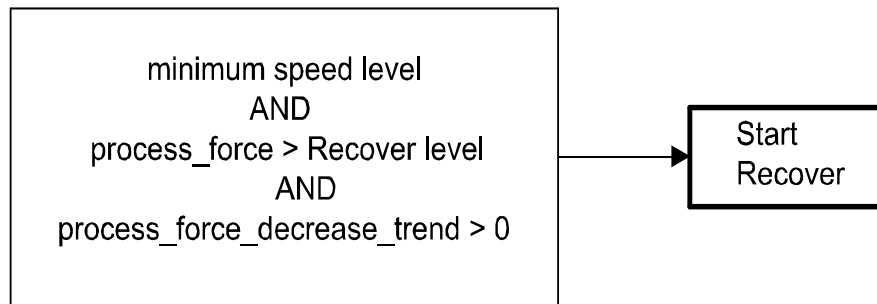 minimum speed level
AND
process_force > Recover level
AND
process_force_decrease_trend > 0
Start
Recover